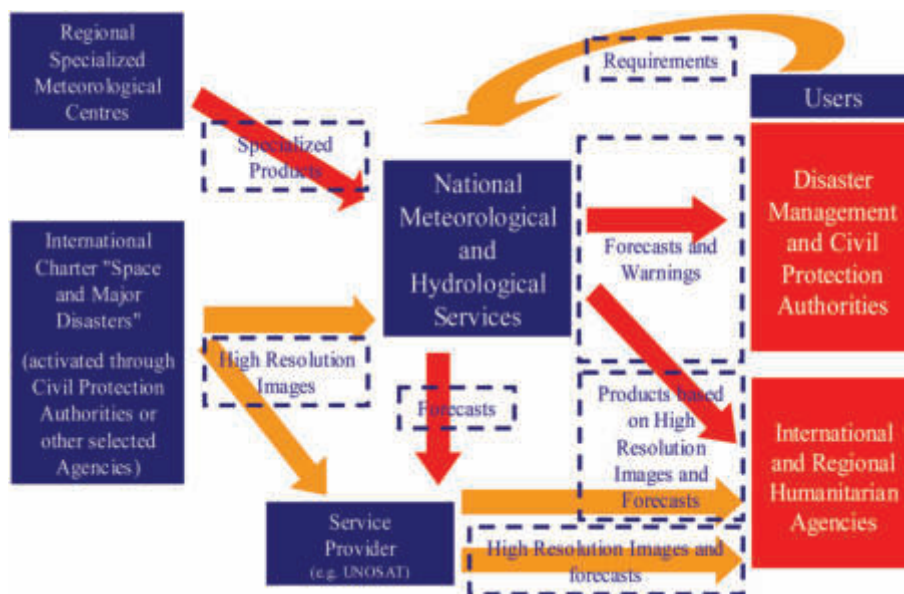 Regional
Specialized
Meteorological
Centres
Requirements
Users
Specialized
Products
National
Meteorological
and
Hydrological
Services
Forecasts and
Warnings
Disaster
Management
and Civil
Protection
Authorities
International
Charter "Space
and Major
Disasters"
(activated through
Civil Protection
Authorities or
other selected
Agencies)
High Resolution
Images
Forecasts
Products based
on High
Resolution
Images and
Forecasts
International
and Regional
Humanitarian
Agencies
Service
Provider
(e.g. UNOSAT)
High Resolution Images and
forecasts